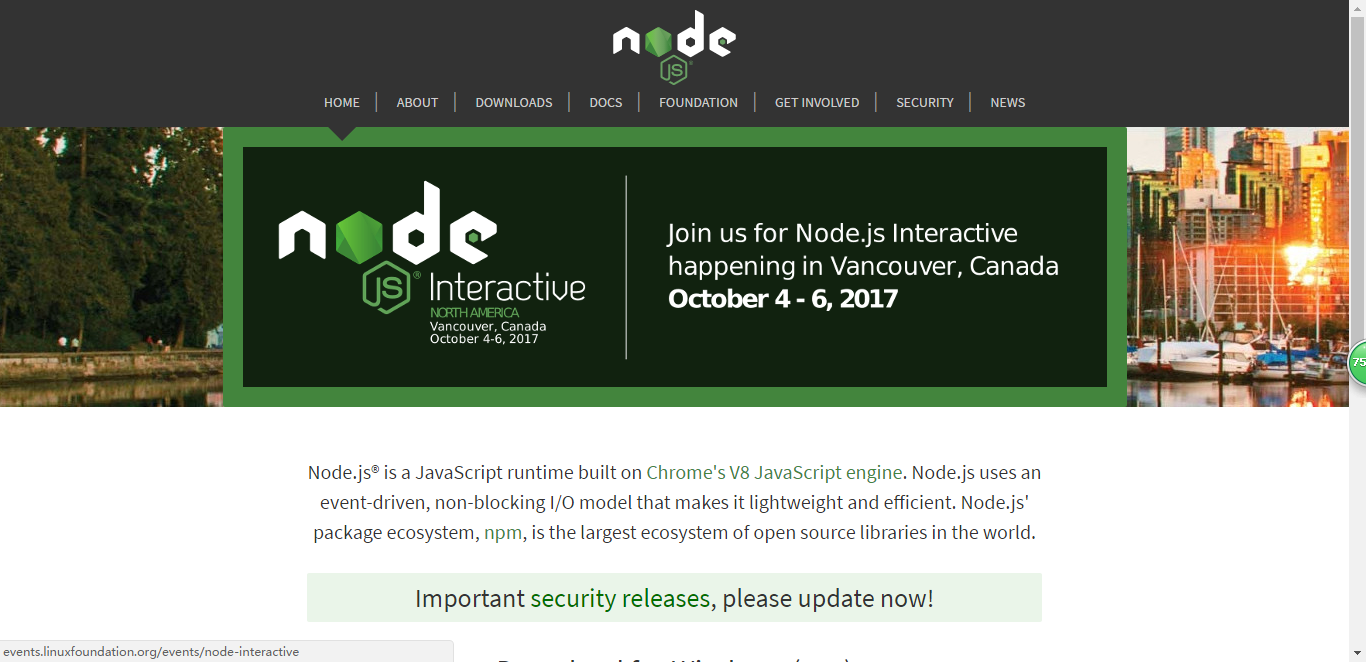 node
JS
HOME ABOUT DOWNLOADS DOCS FOUNDATION GET INVOLVED SECURITY NEWS
node
JS® Interactive
NORTH AMERICA
Vancouver, Canada
October 4-6, 2017
Join us for Node.js Interactive
happening in Vancouver, Canada
October 4 - 6, 2017
75
Node.js® is a JavaScript runtime built on Chrome's V8 JavaScript engine. Node.js uses an
event-driven, non-blocking I/O model that makes it lightweight and efficient. Node.js'
package ecosystem, npm, is the largest ecosystem of open source libraries in the world.
Important security releases, please update now!
events.linuxfoundation.org/events/node-interactive